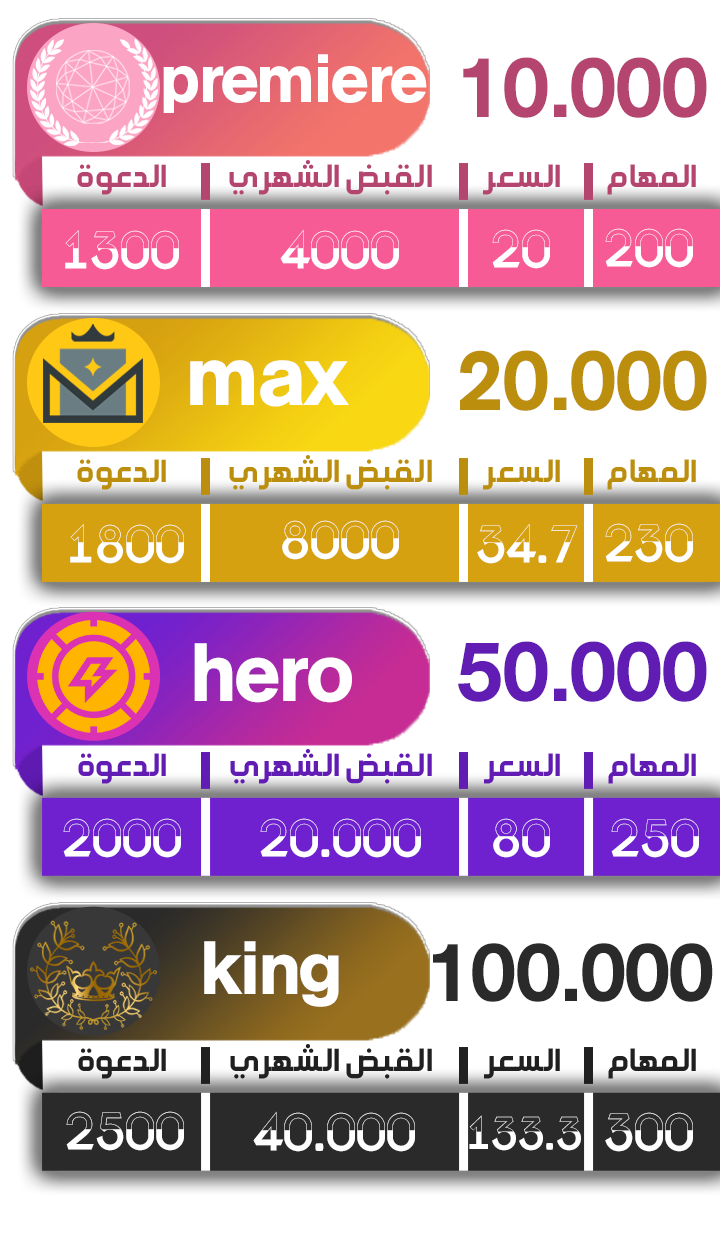 premiere 10.000
المهام السعر القبض الشهري الدعوة
200 20 4000 1300
max 20.000
المهام السعر القبض الشهري الدعوة
230 34.7 8000 1800
hero 50.000
المهام السعر القبض الشهري الدعوة
250 80 20.000 2000
king 100.000
المهام السعر القبض الشهري الدعوة
300 133.3 40.000 2500